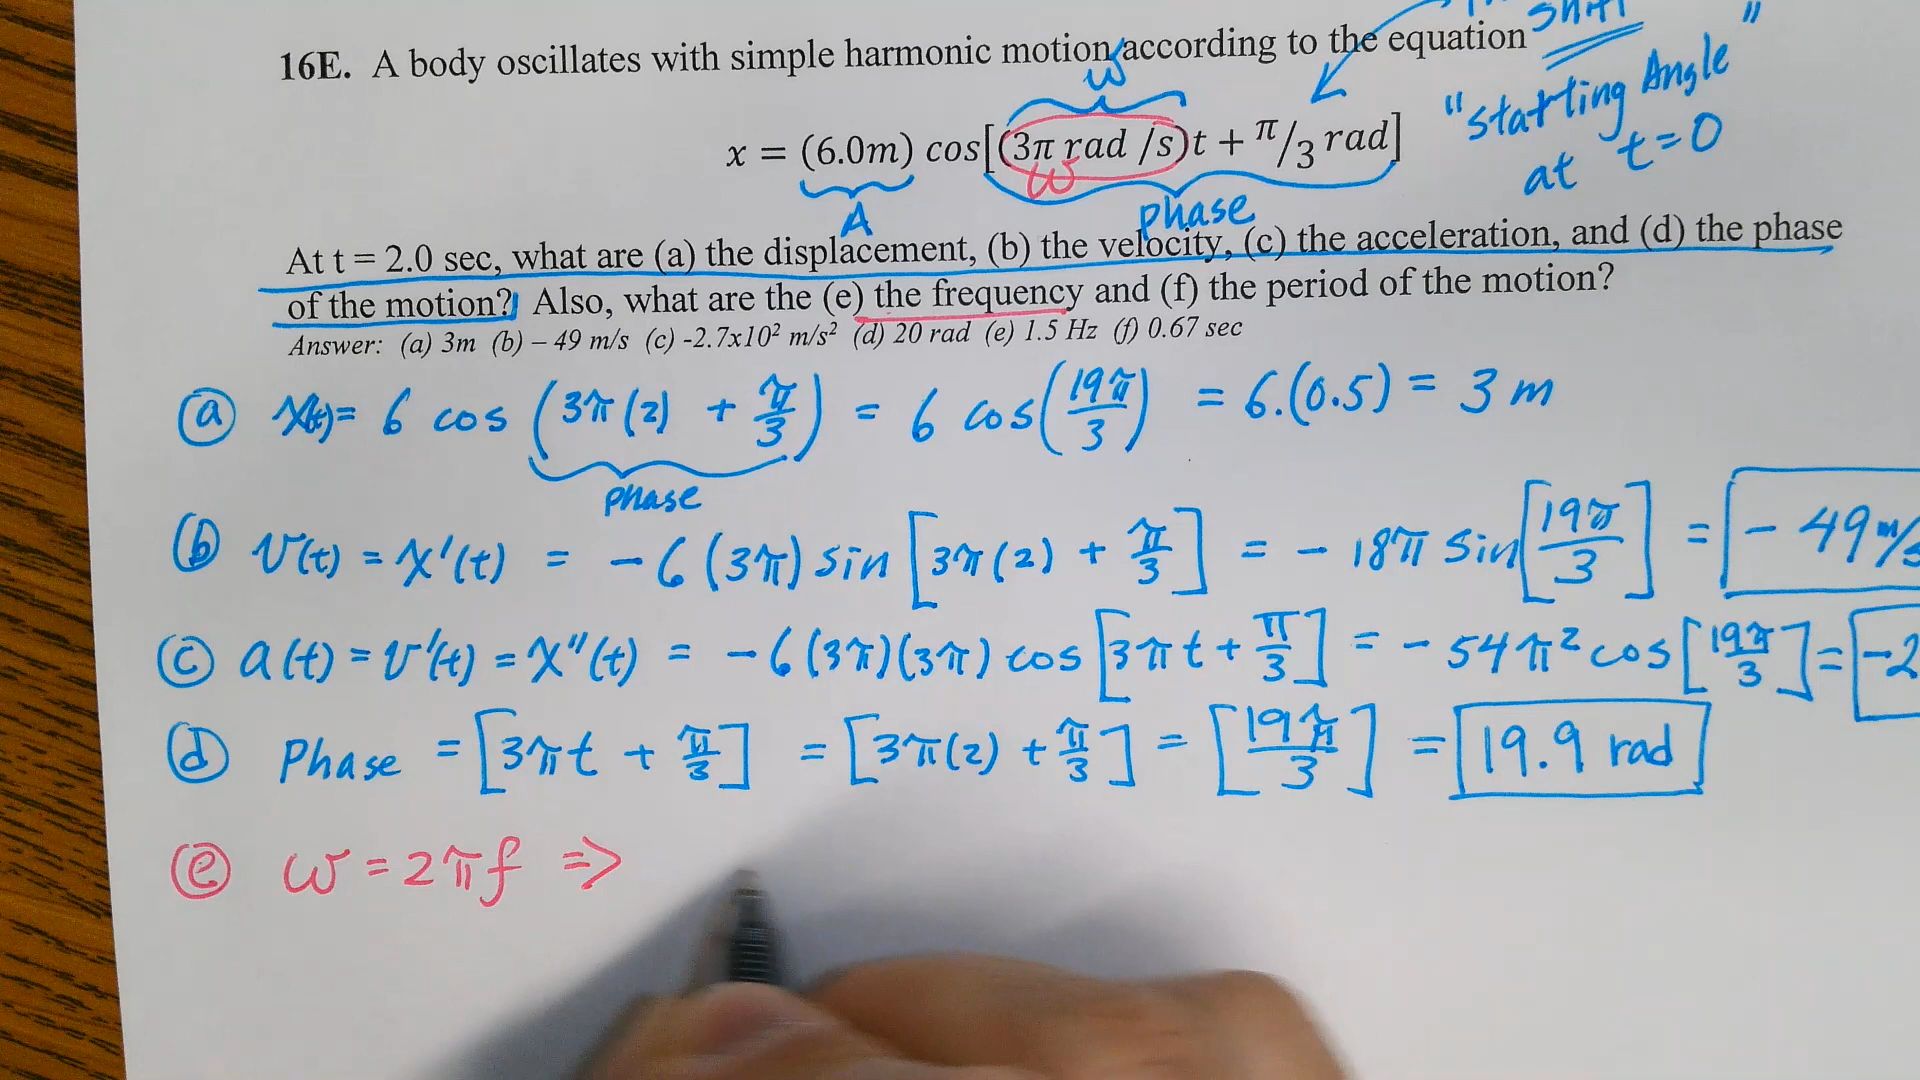 shift
16E. A body oscillates with simple harmonic motion according to the equation
"starting Angle"
at t=0
ω
x = (6.0m) cos[(3π rad /s)t + π/3 rad]
ω
A
phase
At t = 2.0 sec, what are (a) the displacement, (b) the velocity, (c) the acceleration, and (d) the phase
of the motion? Also, what are the (e) the frequency and (f) the period of the motion?
Answer: (a) 3m (b) – 49 m/s (c) -2.7x10² m/s² (d) 20 rad (e) 1.5 Hz (f) 0.67 sec
(a) x(t)= 6 cos (3π(2) + π/3) = 6 cos(19π/3) = 6.(0.5) = 3 m
phase
(b) v(t) = x'(t) = -6(3π) sin [3π(2) + π/3] = - 18π sin[19π/3] = - 49 m/s
(c) a(t) = v'(t) = x"(t) = -6(3π)(3π) cos [3πt + π/3] = - 54π² cos[19π/3] = -2
(d) Phase = [3πt + π/3] = [3π(2) + π/3] = [19π/3] = 19.9 rad
(e) ω = 2πf ⇒